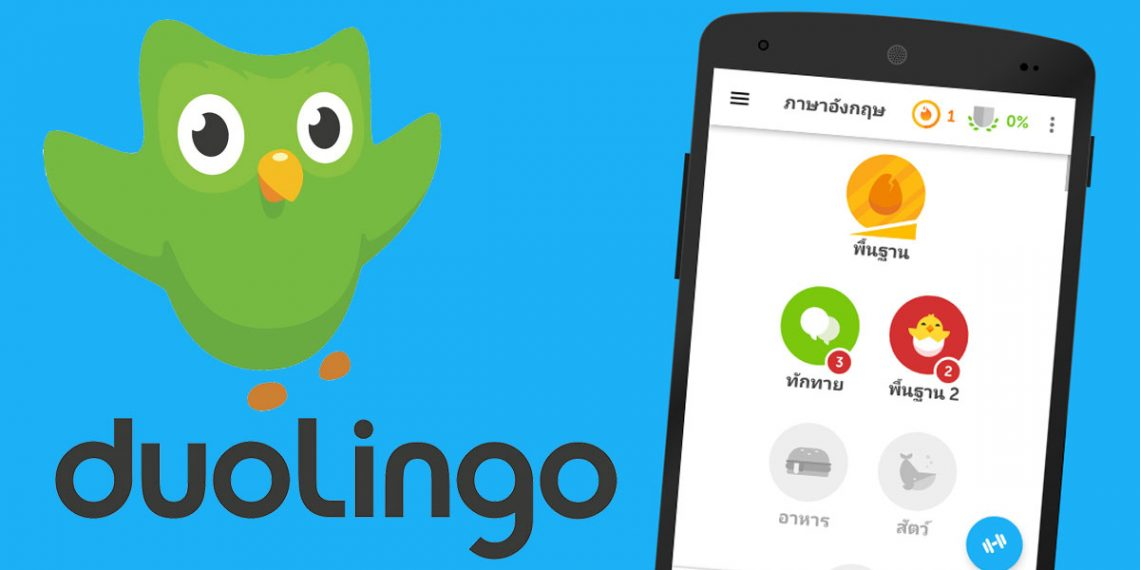 duolingo
ภาษาอังกฤษ 1 0%
พื้นฐาน
3 2
ทักทาย พื้นฐาน 2
อาหาร สัตว์